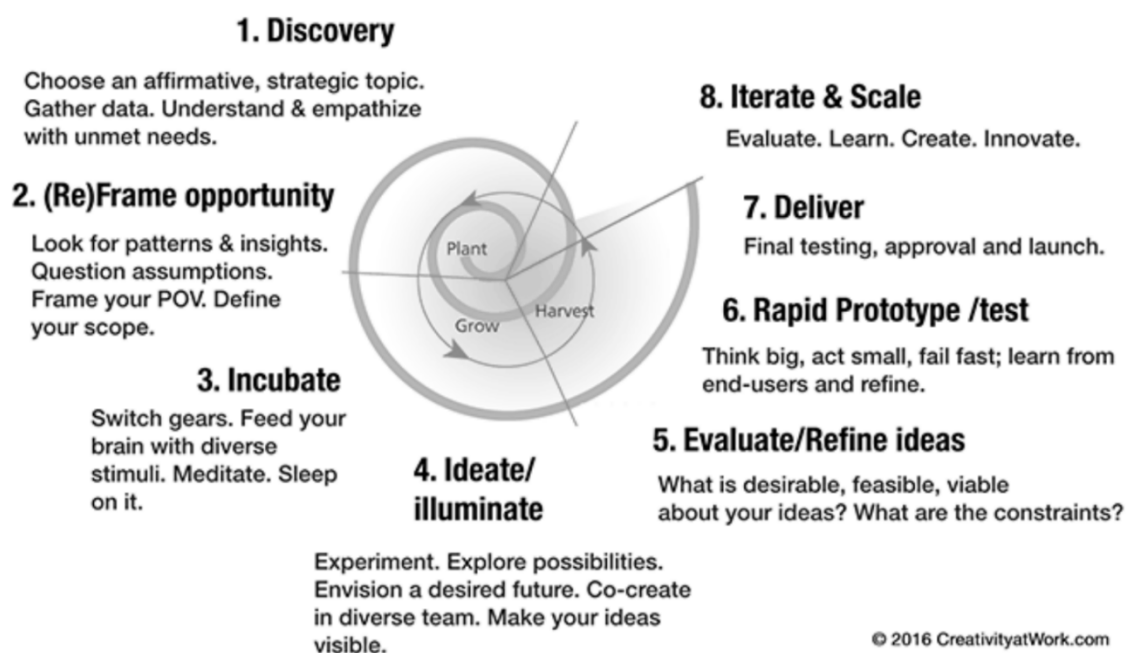 1. Discovery
Choose an affirmative, strategic topic.
Gather data. Understand & empathize
with unmet needs.
2. (Re)Frame opportunity
Look for patterns & insights.
Question assumptions.
Frame your POV. Define
your scope.
3. Incubate
Switch gears. Feed your
brain with diverse
stimuli. Meditate. Sleep
on it.
4. Ideate/
illuminate
Experiment. Explore possibilities.
Envision a desired future. Co-create
in diverse team. Make your ideas
visible.
5. Evaluate/Refine ideas
What is desirable, feasible, viable
about your ideas? What are the constraints?
6. Rapid Prototype /test
Think big, act small, fail fast; learn from
end-users and refine.
7. Deliver
Final testing, approval and launch.
8. Iterate & Scale
Evaluate. Learn. Create. Innovate.
Plant
Grow
Harvest
© 2016 CreativityatWork.com